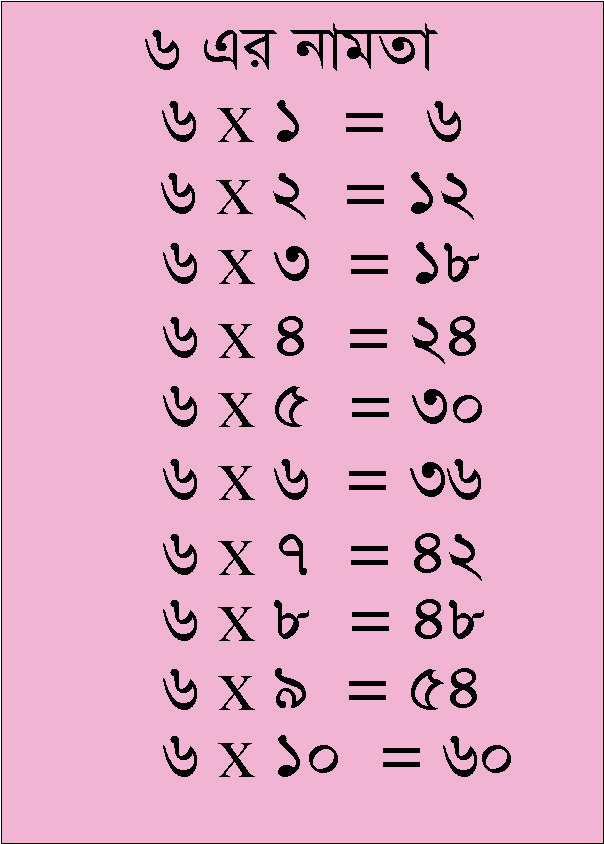 ৬ এর নামতা
৬ x ১ = ৬
৬ x ২ = ১২
৬ x ৩ = ১৮
৬ x ৪ = ২৪
৬ x ৫ = ৩০
৬ x ৬ = ৩৬
৬ x ৭ = ৪২
৬ x ৮ = ৪৮
৬ x ৯ = ৫৪
৬ x ১০ = ৬০